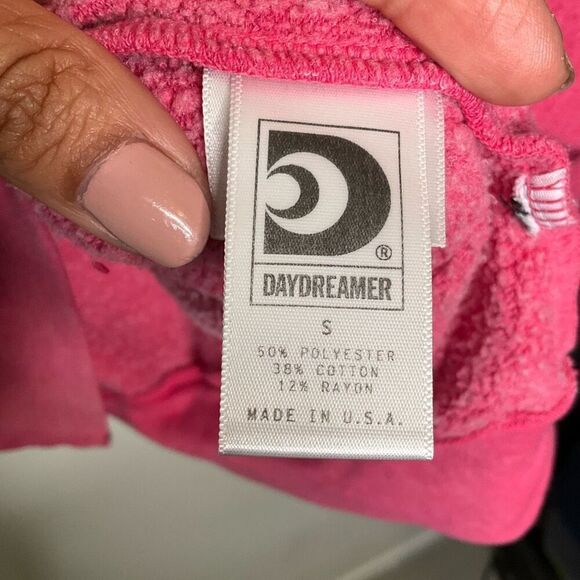 ®
DAYDREAMER
S
50% POLYESTER
38% COTTON
12% RAYON
MADE IN U.S.A.